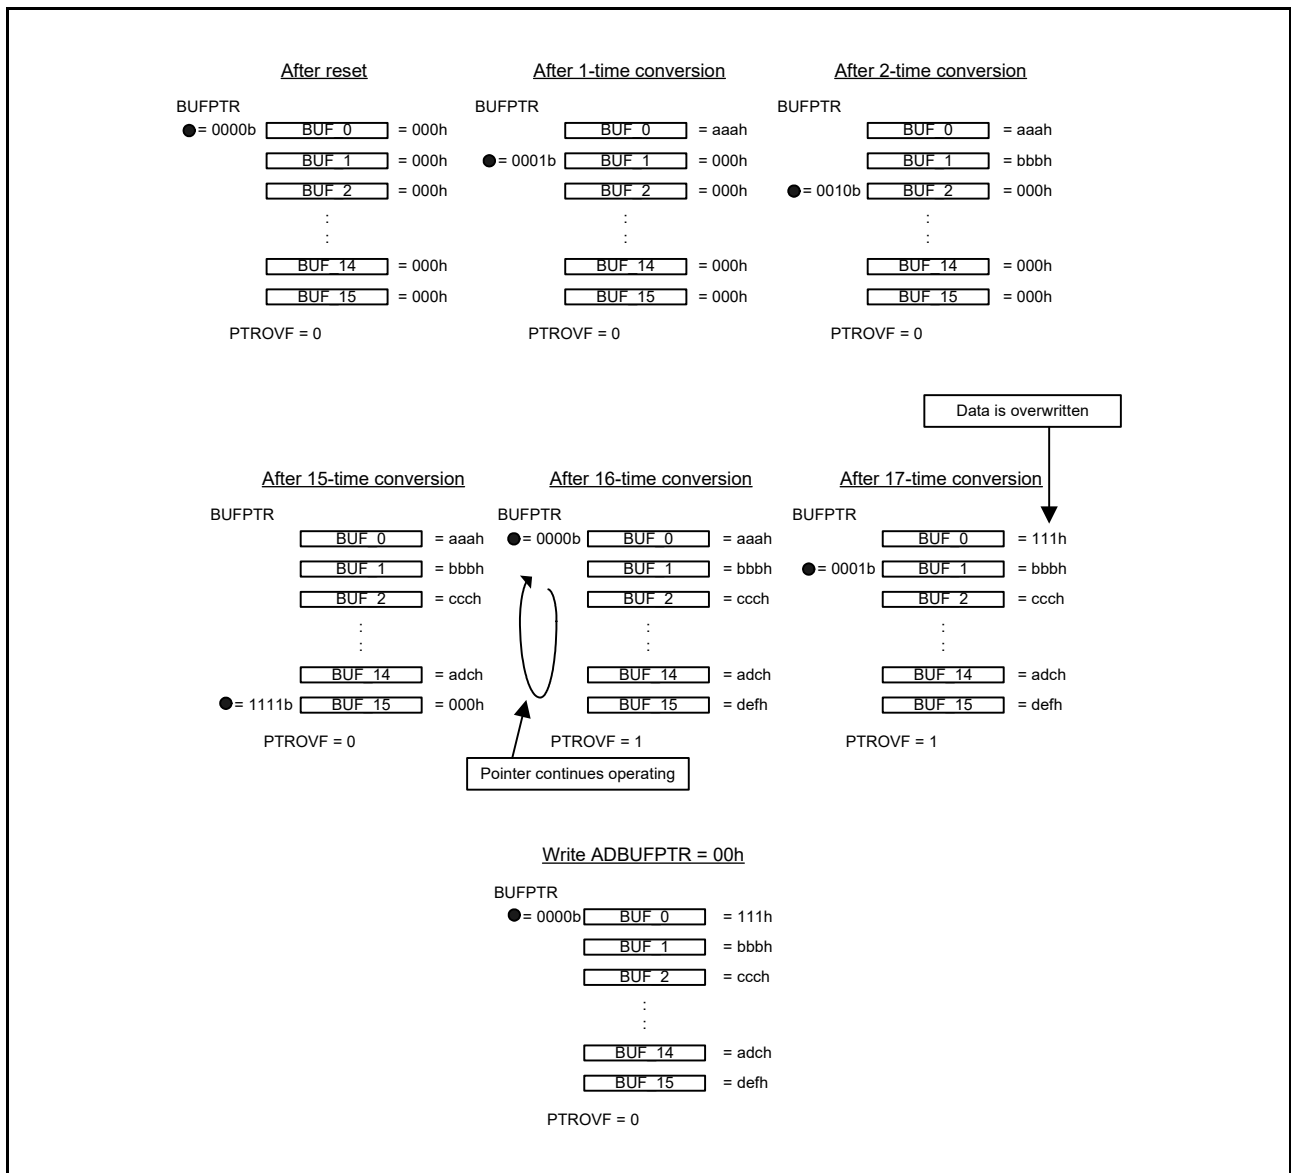 After reset
After 1-time conversion
After 2-time conversion
BUFPTR
BUFPTR
BUFPTR
= 0000b BUF_0 = 000h
BUF_0 = aaah
BUF_0 = aaah
BUF_1 = 000h
= 0001b BUF_1 = 000h
BUF_1 = bbbh
BUF_2 = 000h
BUF_2 = 000h
= 0010b BUF_2 = 000h
:
:
:
:
:
:
BUF_14 = 000h
BUF_14 = 000h
BUF_14 = 000h
BUF_15 = 000h
BUF_15 = 000h
BUF_15 = 000h
PTROVF = 0
PTROVF = 0
PTROVF = 0
Data is overwritten
After 15-time conversion
After 16-time conversion
After 17-time conversion
BUFPTR
BUFPTR
BUFPTR
BUF_0 = aaah
= 0000b BUF_0 = aaah
BUF_0 = 111h
BUF_1 = bbbh
BUF_1 = bbbh
= 0001b BUF_1 = bbbh
BUF_2 = ccch
BUF_2 = ccch
BUF_2 = ccch
:
:
:
:
:
:
BUF_14 = adch
BUF_14 = adch
BUF_14 = adch
= 1111b BUF_15 = 000h
BUF_15 = defh
BUF_15 = defh
PTROVF = 0
PTROVF = 1
PTROVF = 1
Pointer continues operating
Write ADBUFPTR = 00h
BUFPTR
= 0000b BUF_0 = 111h
BUF_1 = bbbh
BUF_2 = ccch
:
:
BUF_14 = adch
BUF_15 = defh
PTROVF = 0